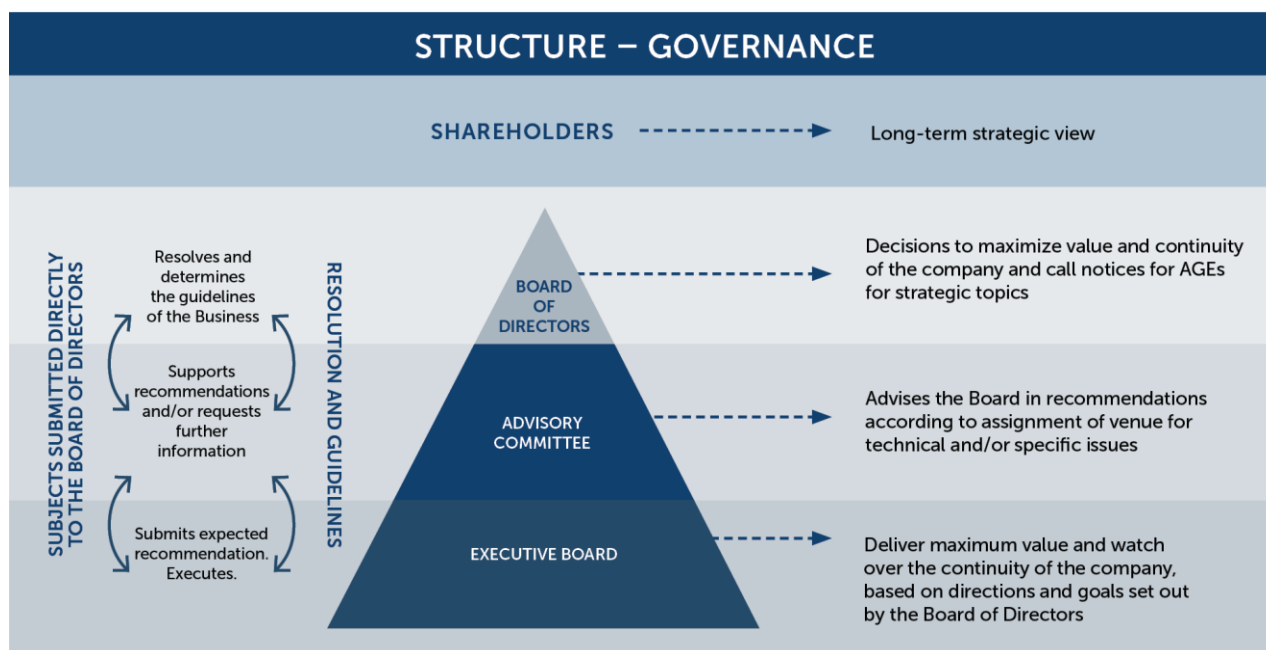 STRUCTURE – GOVERNANCE
SHAREHOLDERS
Long-term strategic view
SUBJECTS SUBMITTED DIRECTLY
TO THE BOARD OF DIRECTORS
Resolves and
determines
the guidelines
of the Business
Supports
recommendations
and/or requests
further
information
Submits expected
recommendation.
Executes.
RESOLUTION AND GUIDELINES
BOARD
OF
DIRECTORS
Decisions to maximize value and continuity
of the company and call notices for AGEs
for strategic topics
ADVISORY
COMMITTEE
Advises the Board in recommendations
according to assignment of venue for
technical and/or specific issues
EXECUTIVE BOARD
Deliver maximum value and watch
over the continuity of the company,
based on directions and goals set out
by the Board of Directors